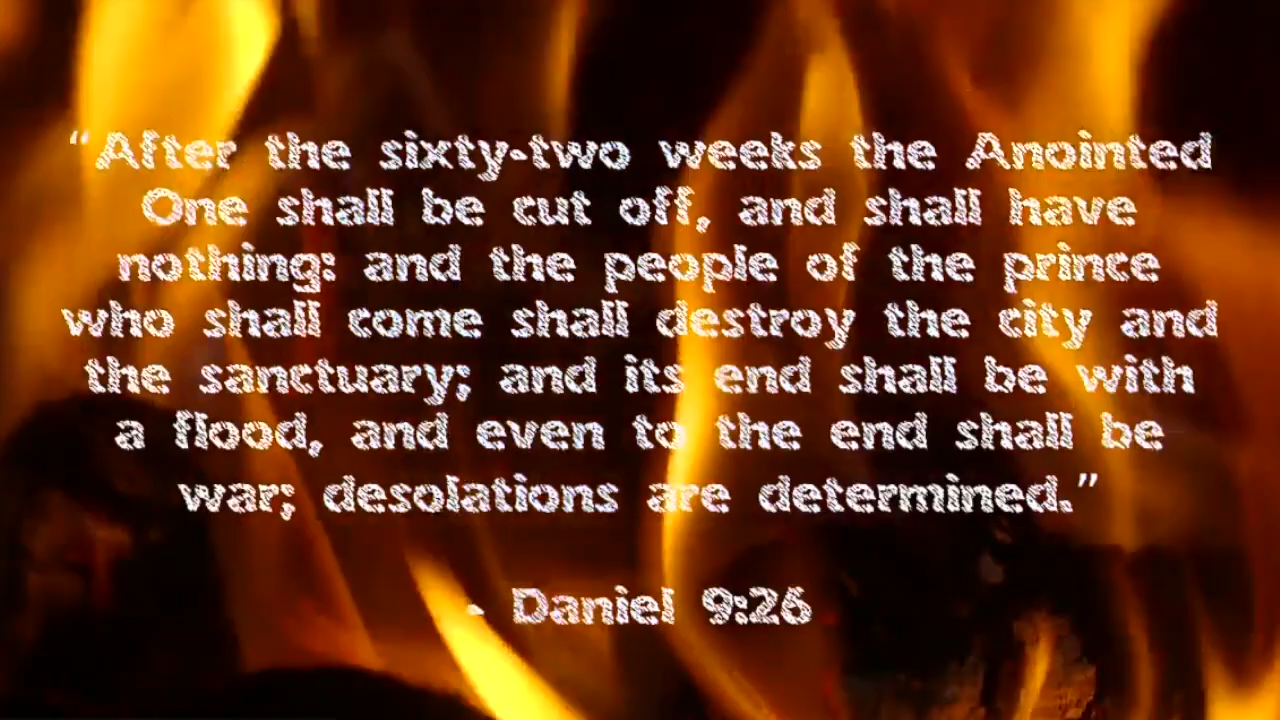 “After the sixty-two weeks the Anointed
One shall be cut off, and shall have
nothing: and the people of the prince
who shall come shall destroy the city and
the sanctuary; and its end shall be with
a flood, and even to the end shall be
war; desolations are determined.”
- Daniel 9:26